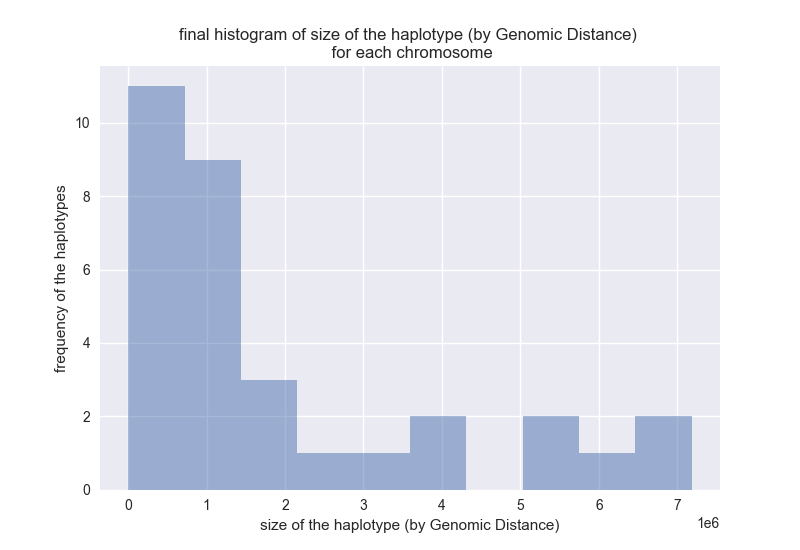 final histogram of size of the haplotype (by Genomic Distance)
for each chromosome
frequency of the haplotypes
10
8
6
4
2
0
0 1 2 3 4 5 6 7
1e6
size of the haplotype (by Genomic Distance)